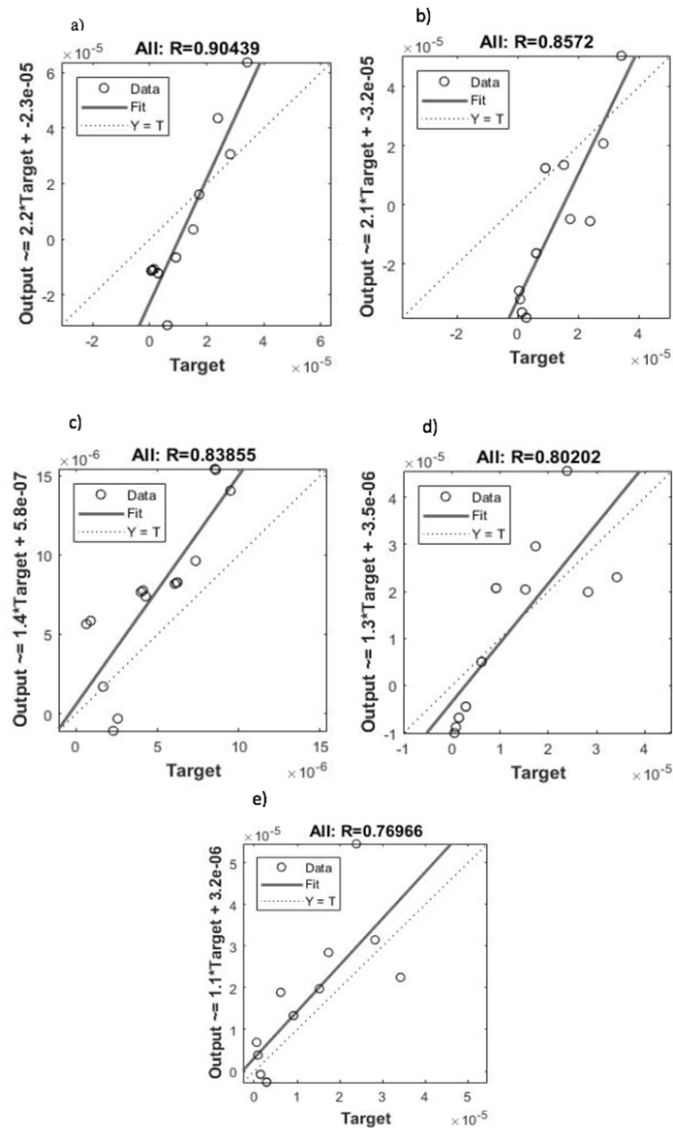 a)
All: R=0.90439
×10⁻⁵
Output ~= 2.2*Target + -2.3e-05
6
4
2
0
-2
Data
Fit
Y = T
-2 0 2 4 6
Target
×10⁻⁵
b)
All: R=0.8572
×10⁻⁵
Output ~= 2.1*Target + -3.2e-05
5
4
3
2
1
0
-1
-2
-3
Data
Fit
Y = T
-2 0 2 4
Target
×10⁻⁵
c)
All: R=0.83855
×10⁻⁶
Output ~= 1.4*Target + 5.8e-07
15
10
5
0
Data
Fit
Y = T
0 5 10 15
Target
×10⁻⁶
d)
All: R=0.80202
×10⁻⁵
Output ~= 1.3*Target + -3.5e-06
4
3
2
1
0
-1
Data
Fit
Y = T
-1 0 1 2 3 4
Target
×10⁻⁵
e)
All: R=0.76966
×10⁻⁵
Output ~= 1.1*Target + 3.2e-06
5
4
3
2
1
0
Data
Fit
Y = T
0 1 2 3 4 5
Target
×10⁻⁵